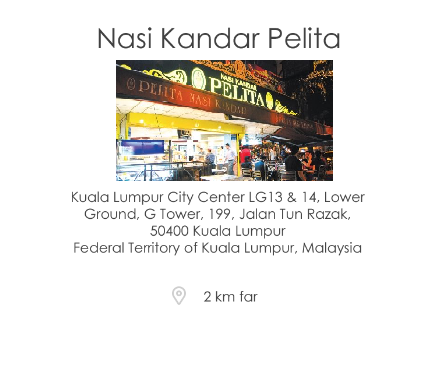 Nasi Kandar Pelita
NASI KANDAR
PELITA
PELITA NASI KANDAR
Kuala Lumpur City Center LG13 & 14, Lower
Ground, G Tower, 199, Jalan Tun Razak,
50400 Kuala Lumpur
Federal Territory of Kuala Lumpur, Malaysia
2 km far